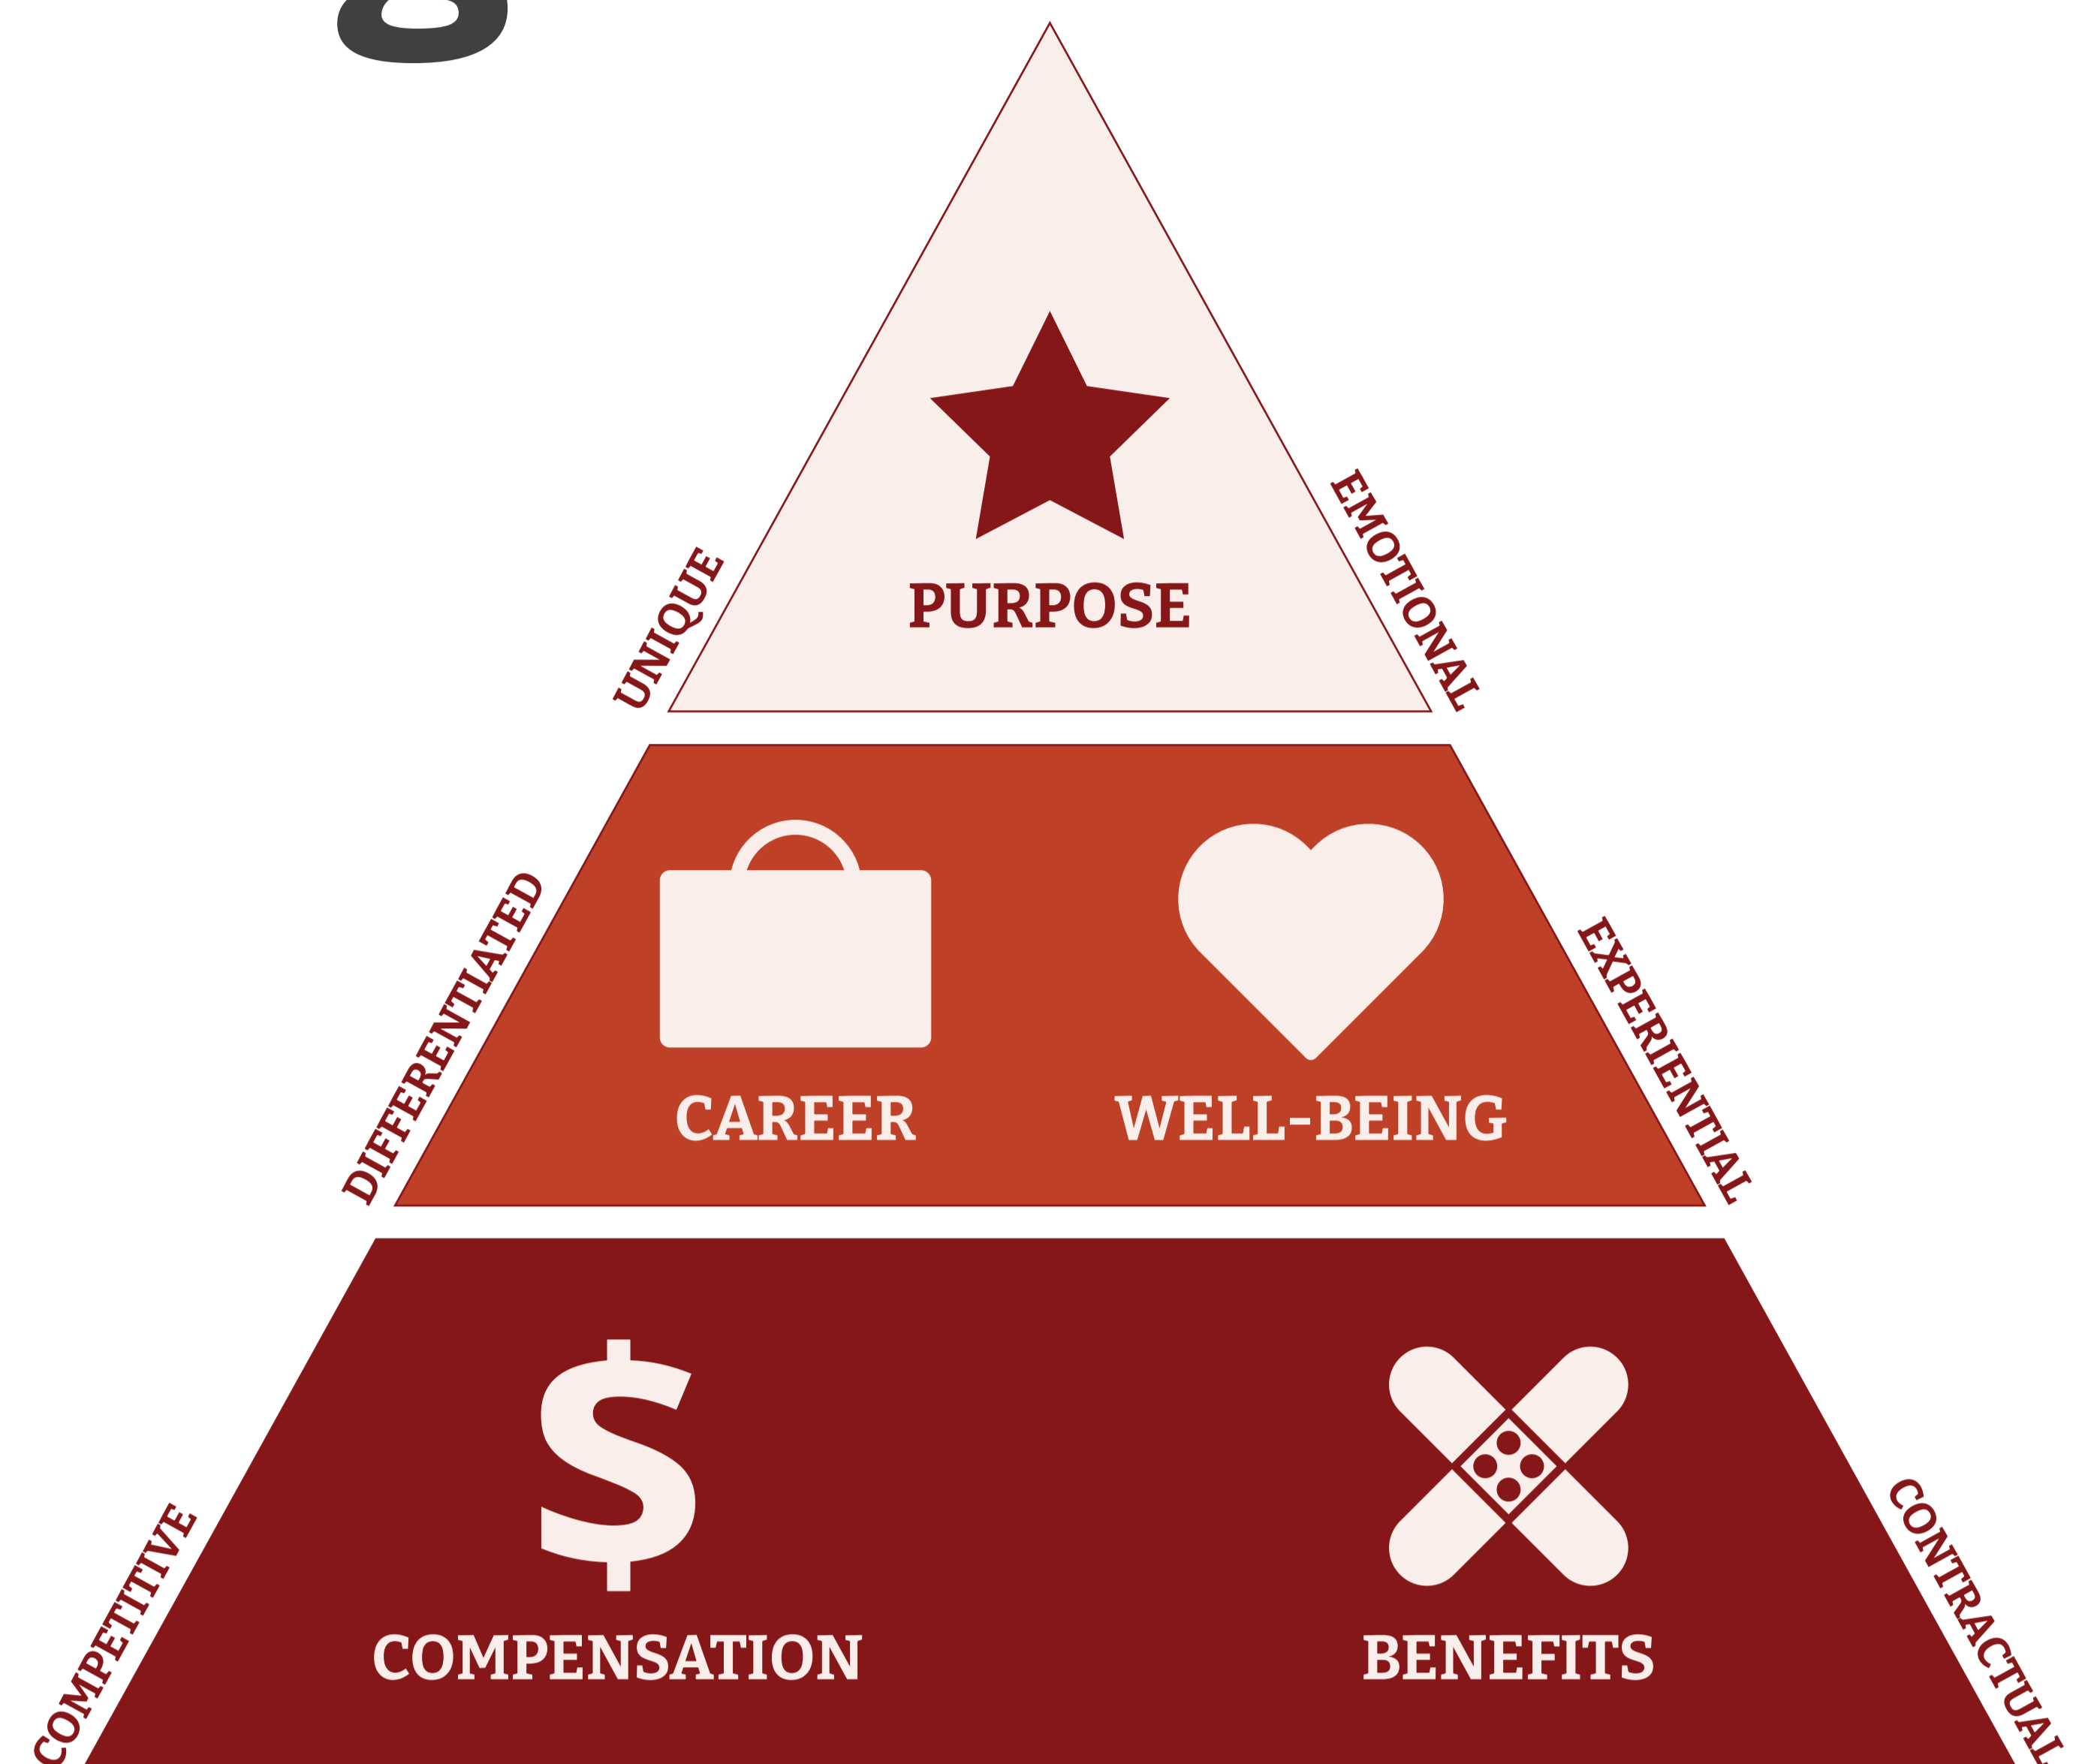 PURPOSE
UNIQUE
EMOTIONAL
CAREER
WELL-BEING
DIFFERENTIATED
EXPERIENTIAL
$
COMPENSATION
BENEFITS
COMPETITIVE
CONTRACTUAL